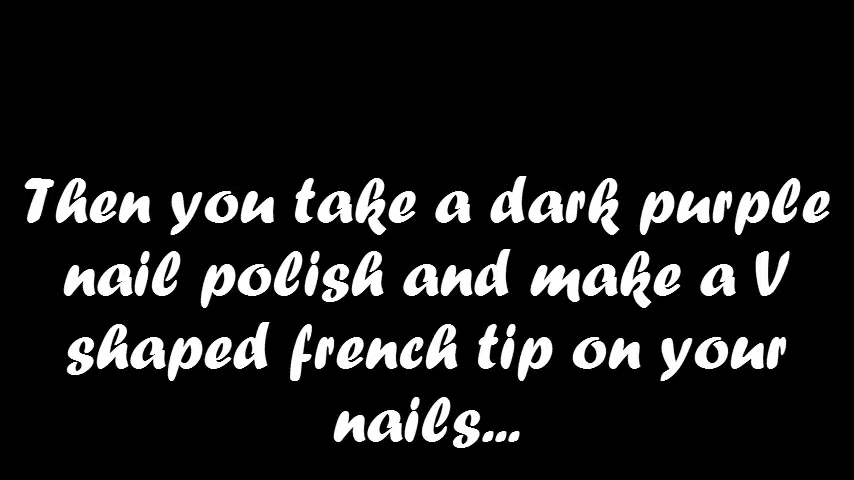 Then you take a dark purple
nail polish and make a V
shaped french tip on your
nails...